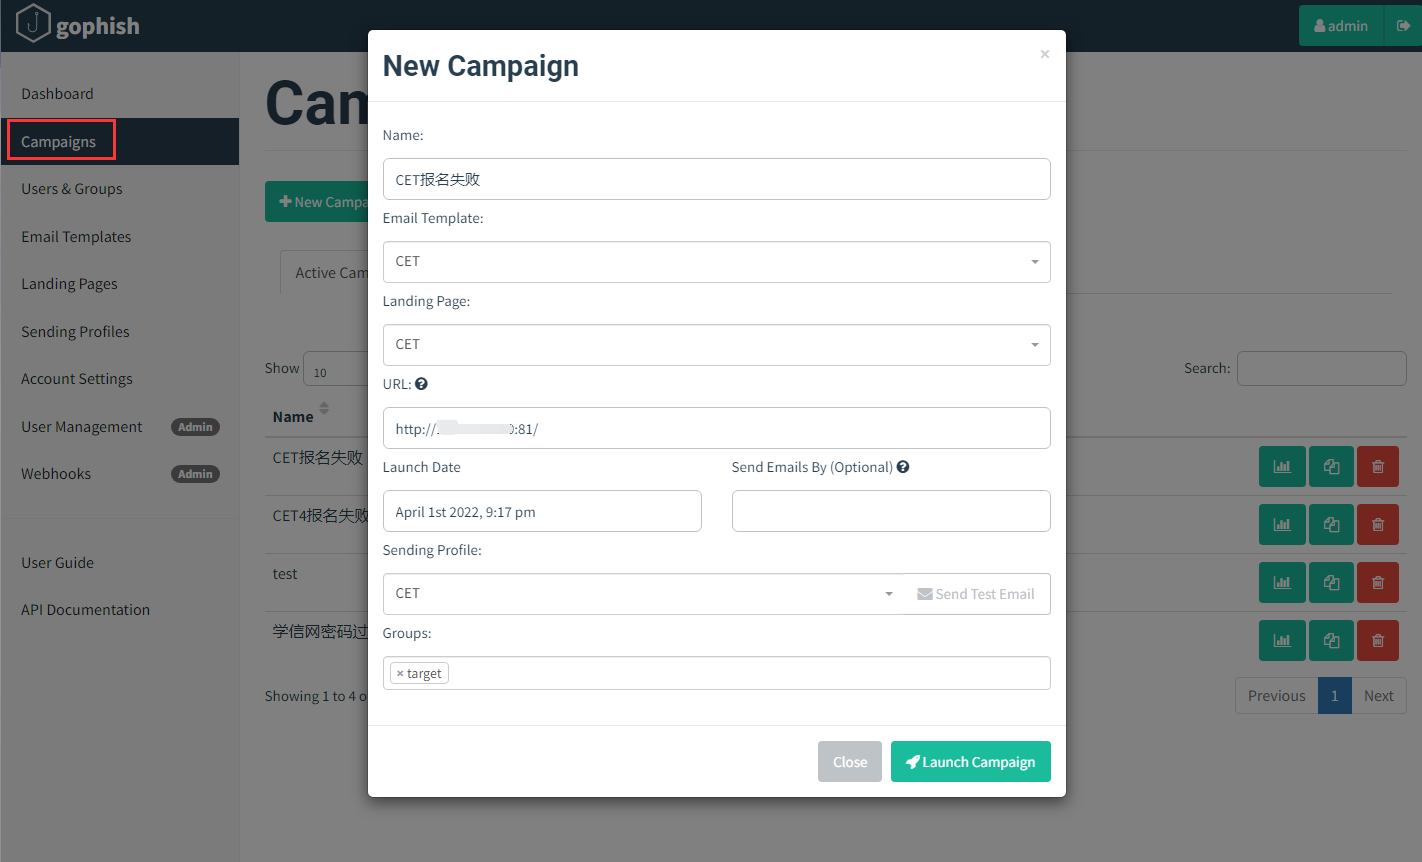 gophish
admin
Dashboard
Campaigns
Users & Groups
Email Templates
Landing Pages
Sending Profiles
Account Settings
User Management Admin
Webhooks Admin
User Guide
API Documentation
Cam
New Campa
Active Cam
Show 10
Search:
Name
CET报名失败
CET4报名失败
test
学信网密码过
Showing 1 to 4 o
Previous 1 Next
New Campaign
×
Name:
CET报名失败
Email Template:
CET
Landing Page:
CET
URL:
http:// :81/
Launch Date
Send Emails By (Optional)
April 1st 2022, 9:17 pm
Sending Profile:
CET
Send Test Email
Groups:
× target
Close
Launch Campaign